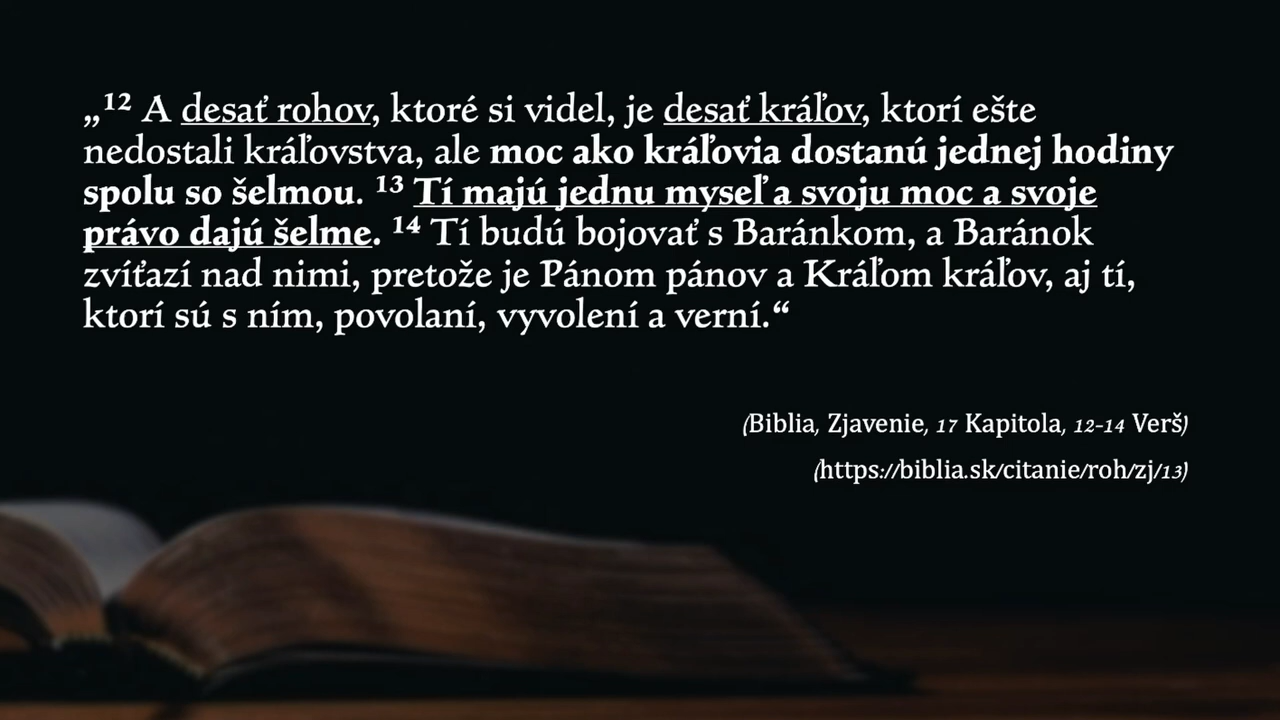 „¹² A desať rohov, ktoré si videl, je desať kráľov, ktorí ešte
nedostali kráľovstva, ale moc ako kráľovia dostanú jednej hodiny
spolu so šelmou. ¹³ Tí majú jednu myseľ a svoju moc a svoje
právo dajú šelme. ¹⁴ Tí budú bojovať s Baránkom, a Baránok
zvíťazí nad nimi, pretože je Pánom pánov a Kráľom kráľov, aj tí,
ktorí sú s ním, povolaní, vyvolení a verní.“
(Biblia, Zjavenie, 17 Kapitola, 12-14 Verš)
(https://biblia.sk/citanie/roh/zj/13)